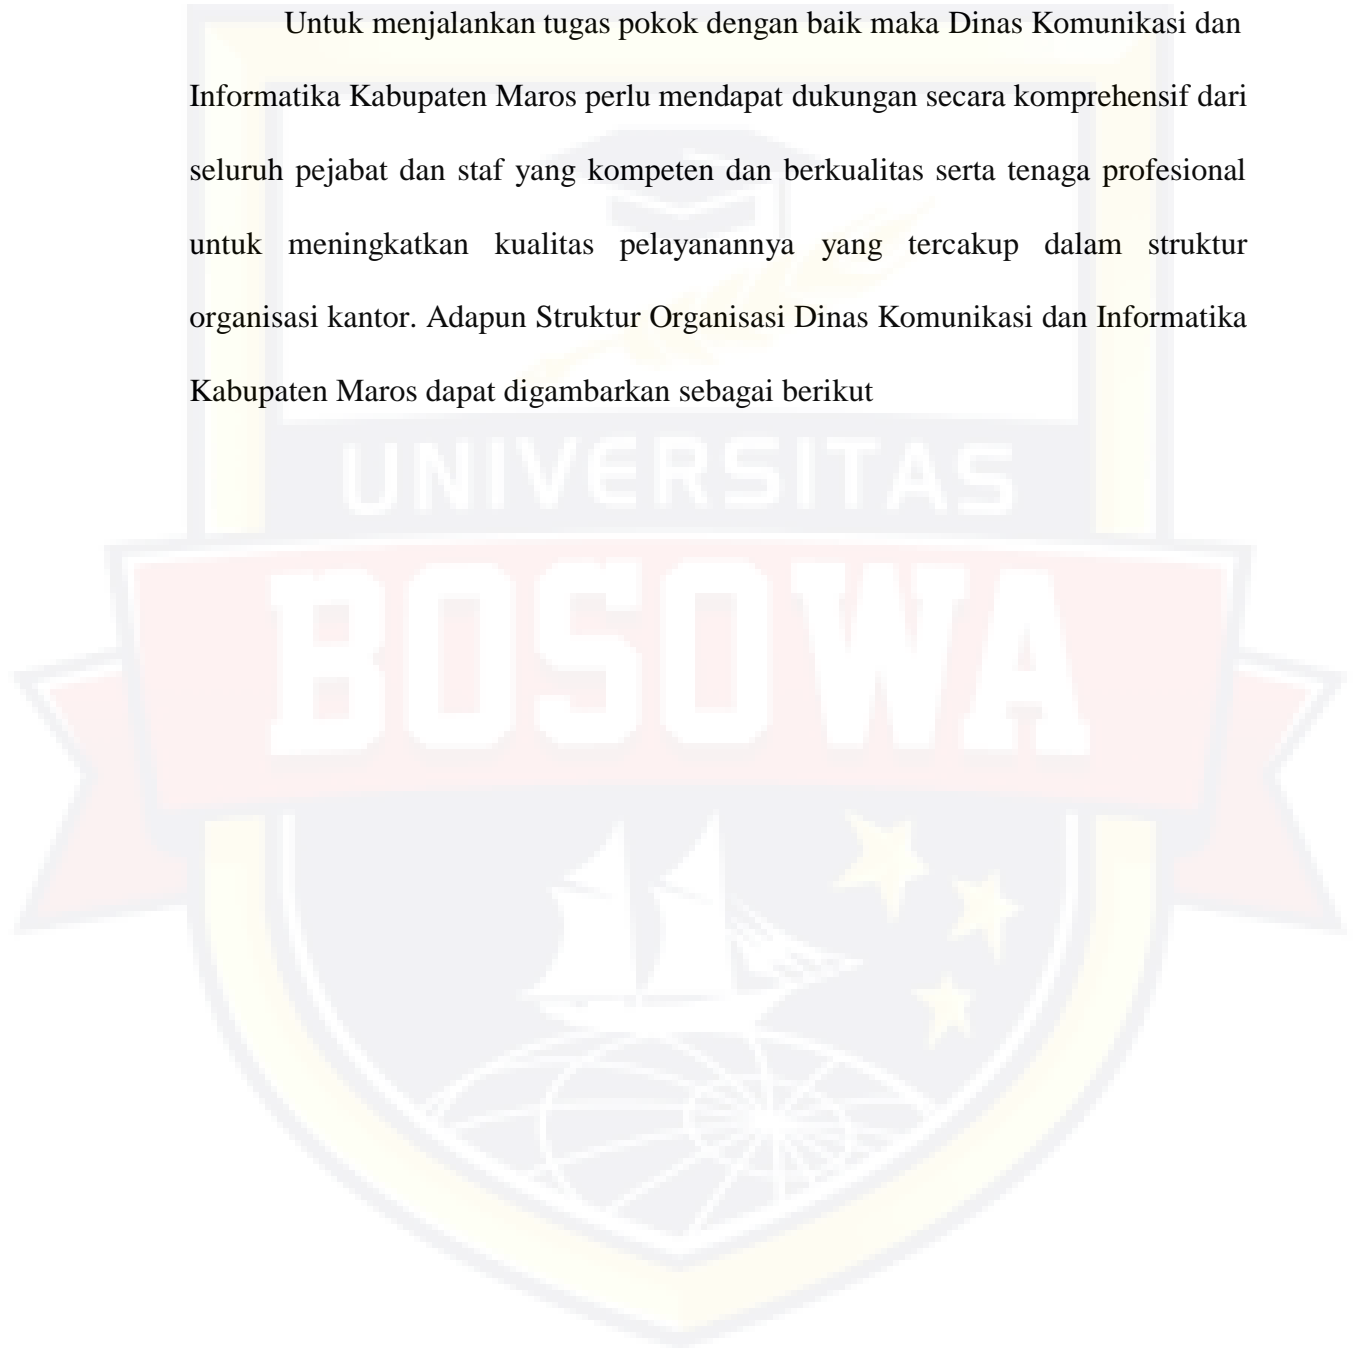 Untuk menjalankan tugas pokok dengan baik maka Dinas Komunikasi dan
Informatika Kabupaten Maros perlu mendapat dukungan secara komprehensif dari
seluruh pejabat dan staf yang kompeten dan berkualitas serta tenaga profesional
untuk meningkatkan kualitas pelayanannya yang tercakup dalam struktur
organisasi kantor. Adapun Struktur Organisasi Dinas Komunikasi dan Informatika
Kabupaten Maros dapat digambarkan sebagai berikut
UNIVERSITAS
BOSOWA